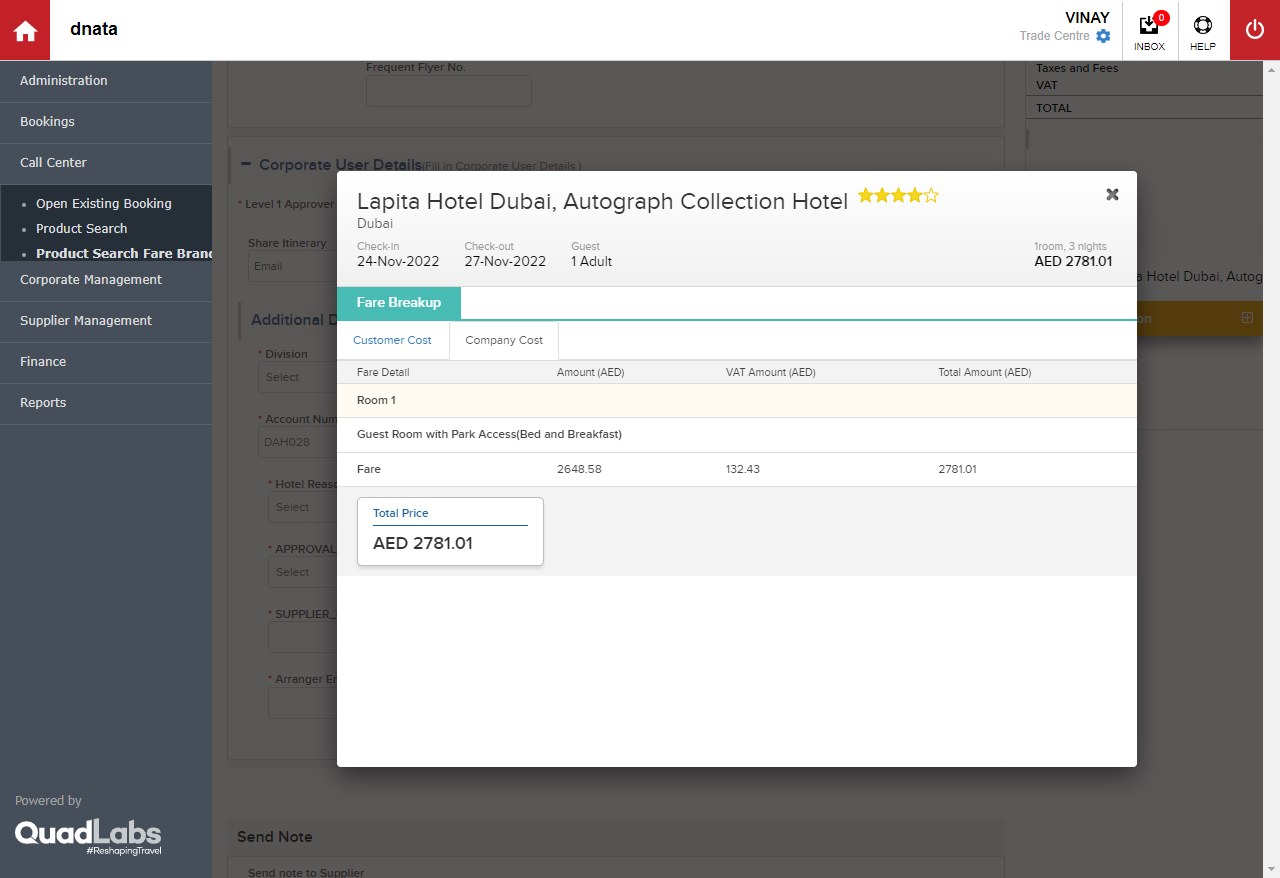 dnata
VINAY
Trade Centre
0
INBOX
HELP
Administration
Bookings
Call Center
Open Existing Booking
Product Search
Product Search Fare Brand
Corporate Management
Supplier Management
Finance
Reports
Powered by
QuadLabs
#ReshapingTravel
Frequent Flyer No.
Taxes and Fees
VAT
TOTAL
Corporate User Details(Fill in Corporate User Details )
* Level 1 Approver
Share Itinerary
Email
Additional D
* Division
Select
* Account Num
DAH028
* Hotel Reaso
Select
* APPROVAL_
Select
* SUPPLIER_
* Arranger En
a Hotel Dubai, Autog
on
Lapita Hotel Dubai, Autograph Collection Hotel
Dubai
Check-in Check-out Guest 1room, 3 nights
24-Nov-2022 27-Nov-2022 1 Adult AED 2781.01
Fare Breakup
Customer Cost Company Cost
Fare Detail Amount (AED) VAT Amount (AED) Total Amount (AED)
Room 1
Guest Room with Park Access(Bed and Breakfast)
Fare 2648.58 132.43 2781.01
Total Price
AED 2781.01
Send Note
Send note to Supplier